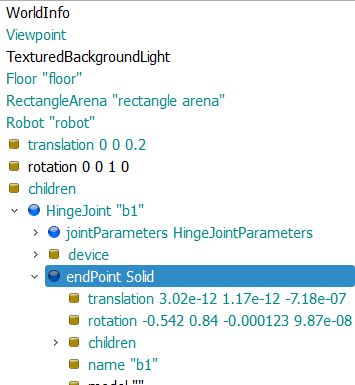 WorldInfo
Viewpoint
TexturedBackgroundLight
Floor "floor"
RectangleArena "rectangle arena"
Robot "robot"
translation 0 0 0.2
rotation 0 0 1 0
children
HingeJoint "b1"
jointParameters HingeJointParameters
device
endPoint Solid
translation 3.02e-12 1.17e-12 -7.18e-07
rotation -0.542 0.84 -0.000123 9.87e-08
children
name "b1"
model ""